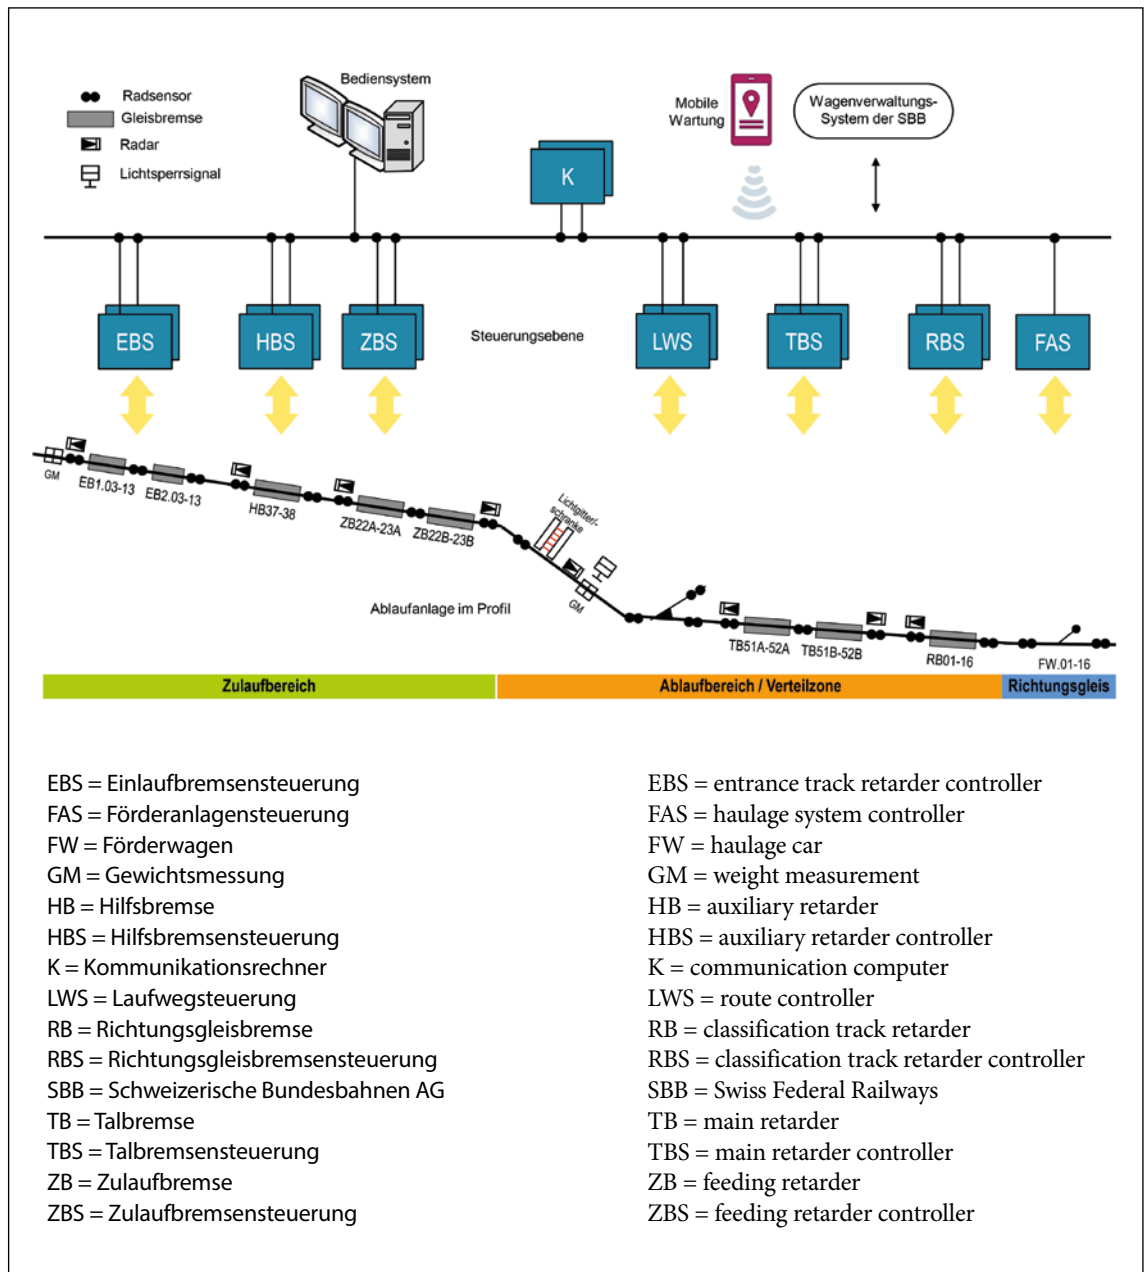 Bediensystem
Radsensor
Gleisbremse
Radar
Lichtsperrsignal
Mobile
Wartung
Wagenverwaltungs-
System der SBB
K
EBS
HBS
ZBS
Steuerungsebene
LWS
TBS
RBS
FAS
GM
EB1.03-13
EB2.03-13
HB37-38
ZB22A-23A
ZB22B-23B
Lichtgitter/-
schranke
GM
Ablaufanlage im Profil
TB51A-52A
TB51B-52B
RB01-16
FW.01-16
Zulaufbereich
Ablaufbereich / Verteilzone
Richtungsgleis
EBS = Einlaufbremsensteuerung
FAS = Förderanlagensteuerung
FW = Förderwagen
GM = Gewichtsmessung
HB = Hilfsbremse
HBS = Hilfsbremsensteuerung
K = Kommunikationsrechner
LWS = Laufwegsteuerung
RB = Richtungsgleisbremse
RBS = Richtungsgleisbremsensteuerung
SBB = Schweizerische Bundesbahnen AG
TB = Talbremse
TBS = Talbremsensteuerung
ZB = Zulaufbremse
ZBS = Zulaufbremsensteuerung
EBS = entrance track retarder controller
FAS = haulage system controller
FW = haulage car
GM = weight measurement
HB = auxiliary retarder
HBS = auxiliary retarder controller
K = communication computer
LWS = route controller
RB = classification track retarder
RBS = classification track retarder controller
SBB = Swiss Federal Railways
TB = main retarder
TBS = main retarder controller
ZB = feeding retarder
ZBS = feeding retarder controller